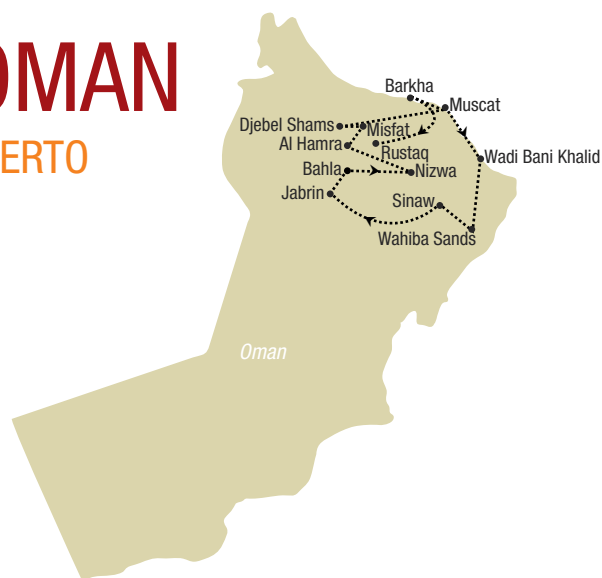 OMAN
ERTO
Barkha
Muscat
Djebel Shams
Misfat
Al Hamra
Rustaq
Wadi Bani Khalid
Bahla
Nizwa
Jabrin
Sinaw
Wahiba Sands
Oman